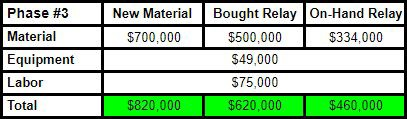 Phase #3 New Material Bought Relay On-Hand Relay
Material $700,000 $500,000 $334,000
Equipment $49,000
Labor $75,000
Total $820,000 $620,000 $460,000